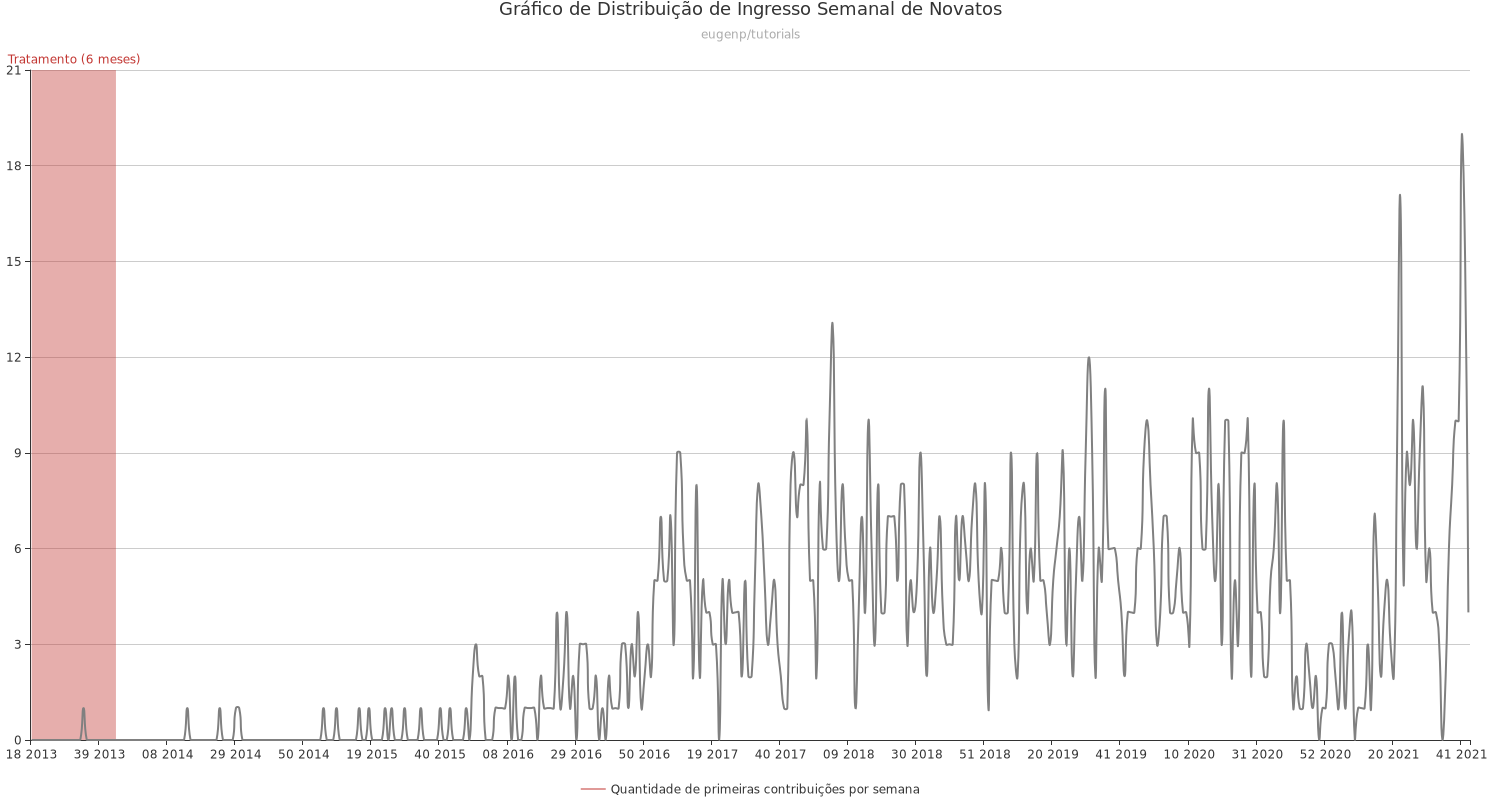 Gráfico de Distribuição de Ingresso Semanal de Novatos
eugenp/tutorials
Tratamento (6 meses)
21
18
15
12
9
6
3
0
18 2013 39 2013 08 2014 29 2014 50 2014 19 2015 40 2015 08 2016 29 2016 50 2016 19 2017 40 2017 09 2018 30 2018 51 2018 20 2019 41 2019 10 2020 31 2020 52 2020 20 2021 41 2021
Quantidade de primeiras contribuições por semana